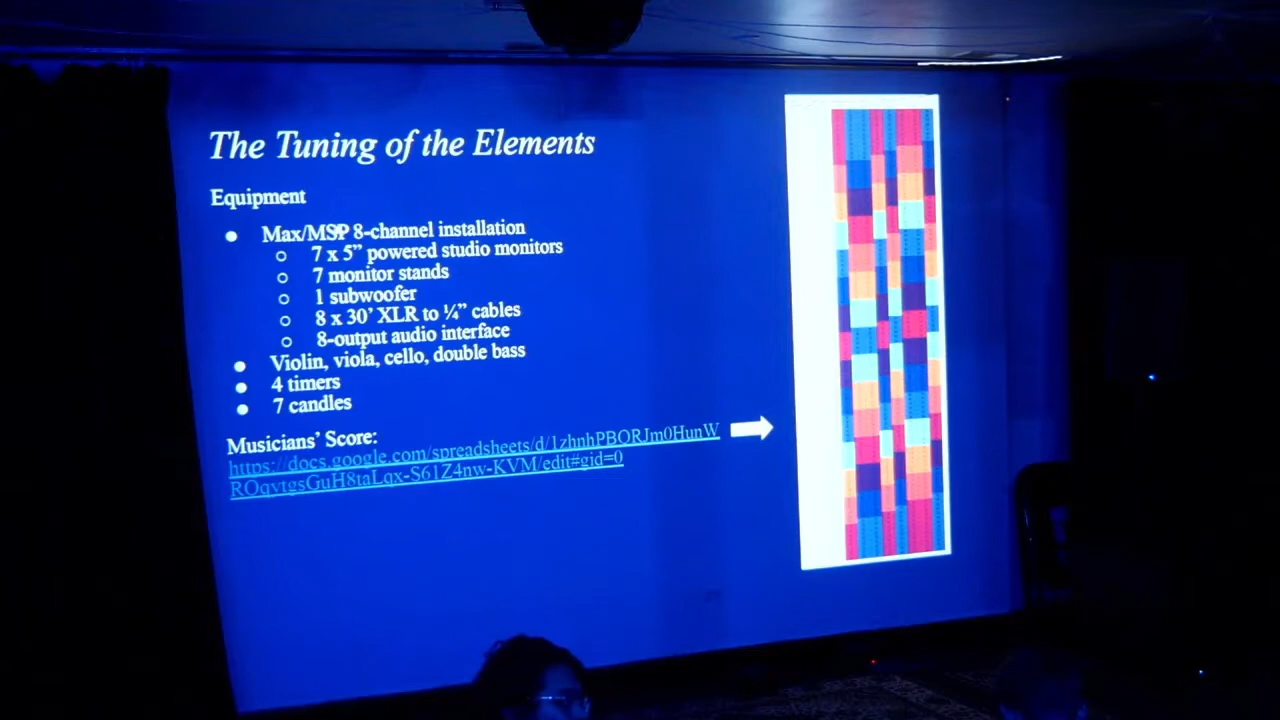 The Tuning of the Elements
Equipment
● Max/MSP 8-channel installation
○ 7 x 5” powered studio monitors
○ 7 monitor stands
○ 1 subwoofer
○ 8 x 30’ XLR to ¼” cables
○ 8-output audio interface
● Violin, viola, cello, double bass
● 4 timers
● 7 candles
Musicians’ Score:
https://docs.google.com/spreadsheets/d/1zhnhPBQRJm0HunW
ROqvtgsGuH8taLqx-S61Z4nw-KVM/edit#gid=0